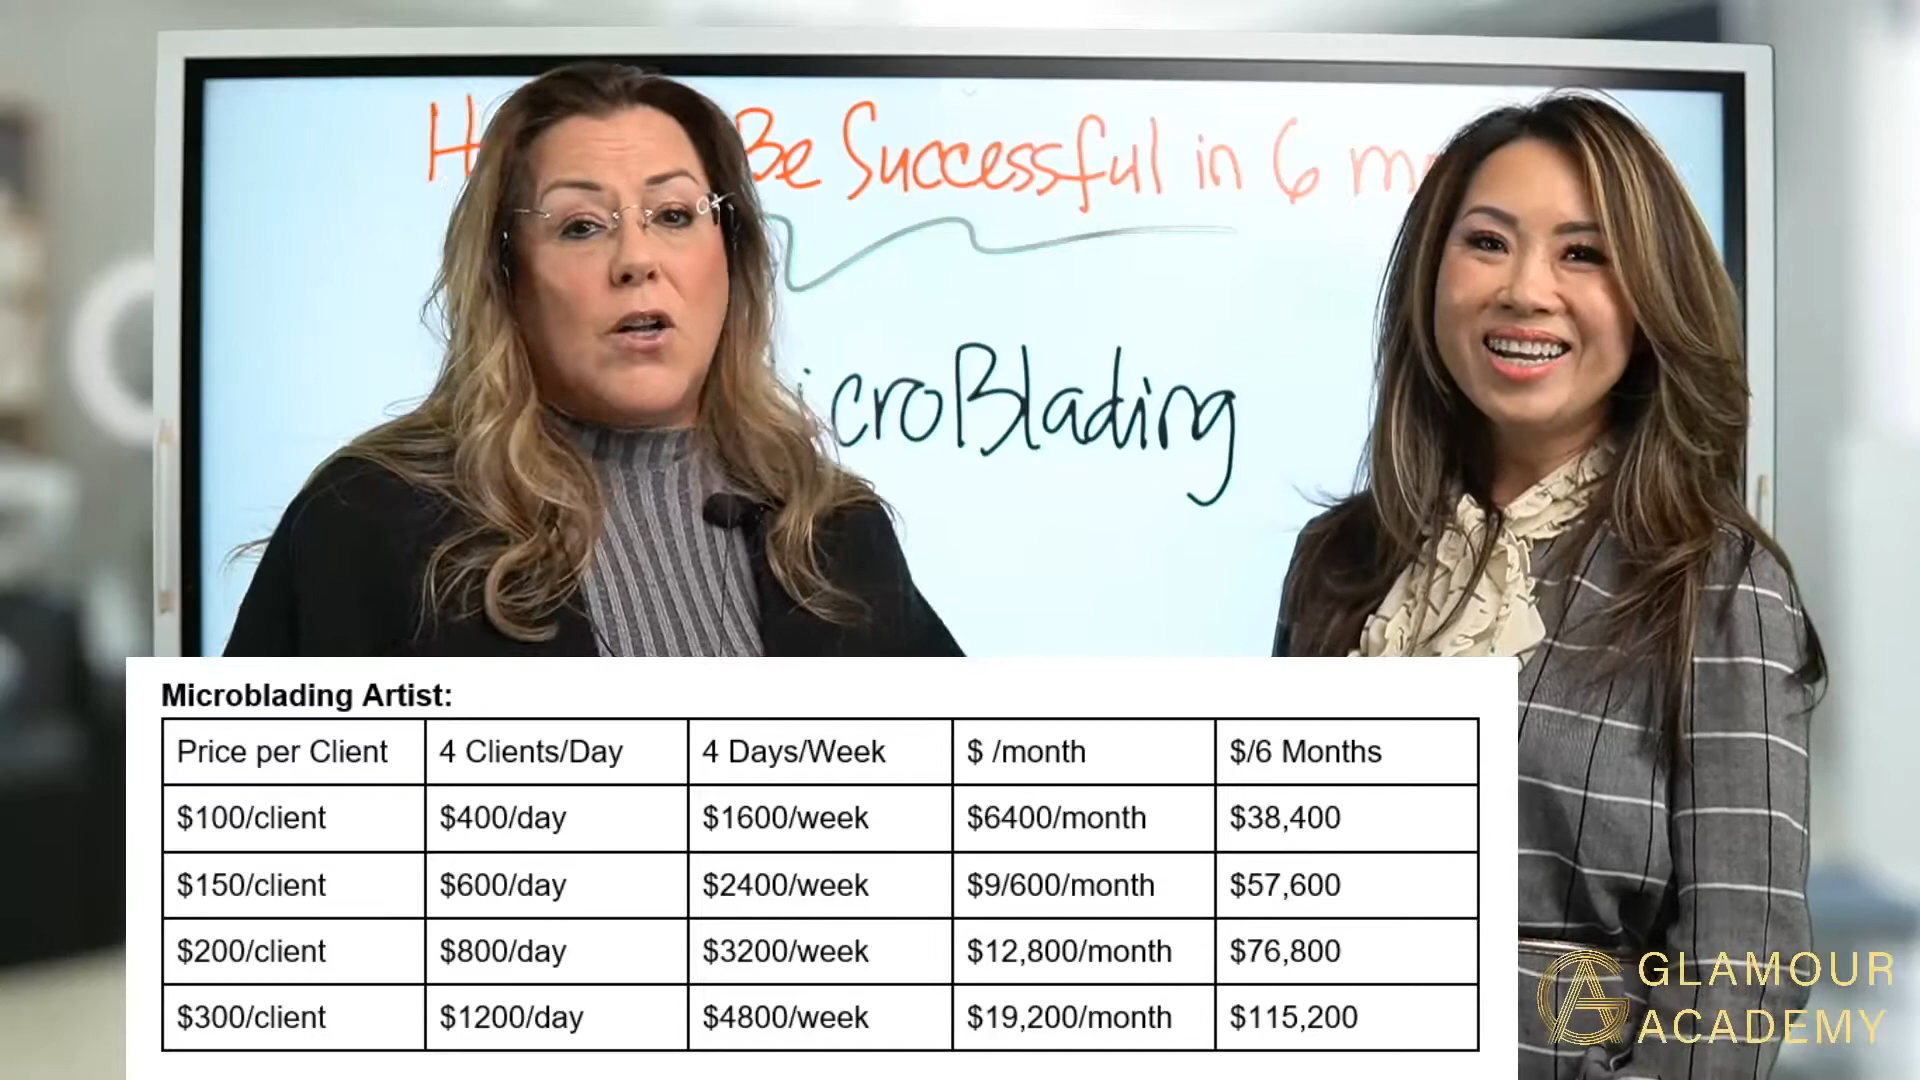 Be Successful in 6
Microblading Artist:
Price per Client 4 Clients/Day 4 Days/Week $ /month $/6 Months
$100/client $400/day $1600/week $6400/month $38,400
$150/client $600/day $2400/week $9/600/month $57,600
$200/client $800/day $3200/week $12,800/month $76,800
$300/client $1200/day $4800/week $19,200/month $115,200
GLAMOUR
ACADEMY